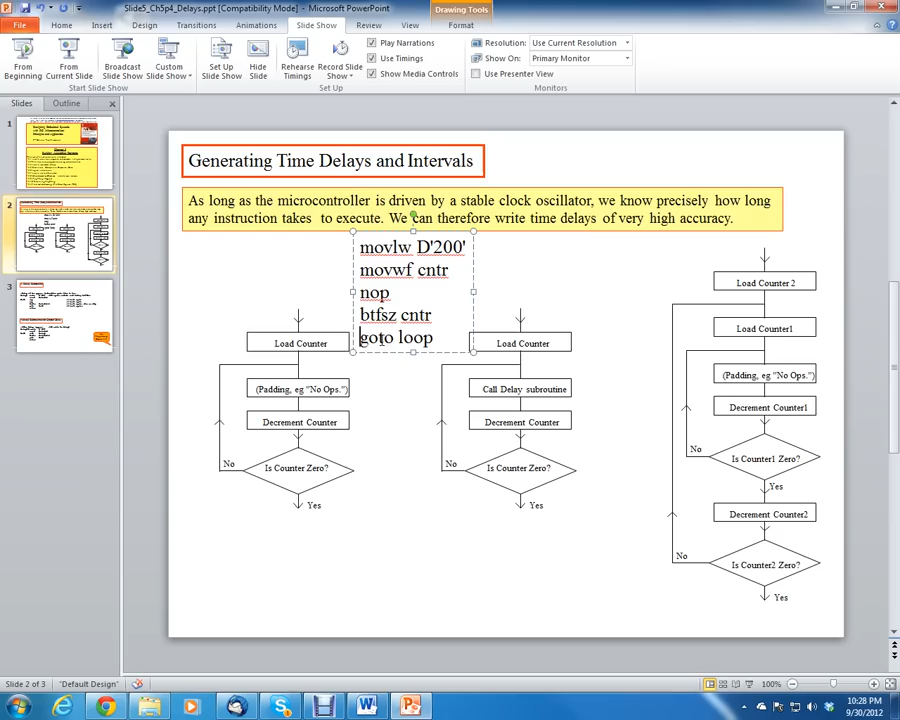 Slide5_Ch5p4_Delays.ppt [Compatibility Mode] - Microsoft PowerPoint
Drawing Tools
File Home Insert Design Transitions Animations Slide Show Review View Format
From Beginning
From Current Slide
Broadcast Slide Show
Custom Slide Show
Start Slide Show
Set Up Slide Show
Hide Slide
Rehearse Timings
Record Slide Show
Play Narrations
Use Timings
Show Media Controls
Set Up
Resolution: Use Current Resolution
Show On: Primary Monitor
Use Presenter View
Monitors
Slides Outline
1
2
3
Generating Time Delays and Intervals
As long as the microcontroller is driven by a stable clock oscillator, we know precisely how long
any instruction takes to execute. We can therefore write time delays of very high accuracy.
movlw D'200'
movwf cntr
nop
btfsz cntr
goto loop
Load Counter
(Padding, eg "No Ops.")
Decrement Counter
Is Counter Zero?
No
Yes
Load Counter
Call Delay subroutine
Decrement Counter
Is Counter Zero?
No
Yes
Load Counter 2
Load Counter1
(Padding, eg "No Ops.")
Decrement Counter1
Is Counter1 Zero?
No
Yes
Decrement Counter2
Is Counter2 Zero?
No
Yes
Slide 2 of 3
"Default Design"
100%
10:28 PM
9/30/2012